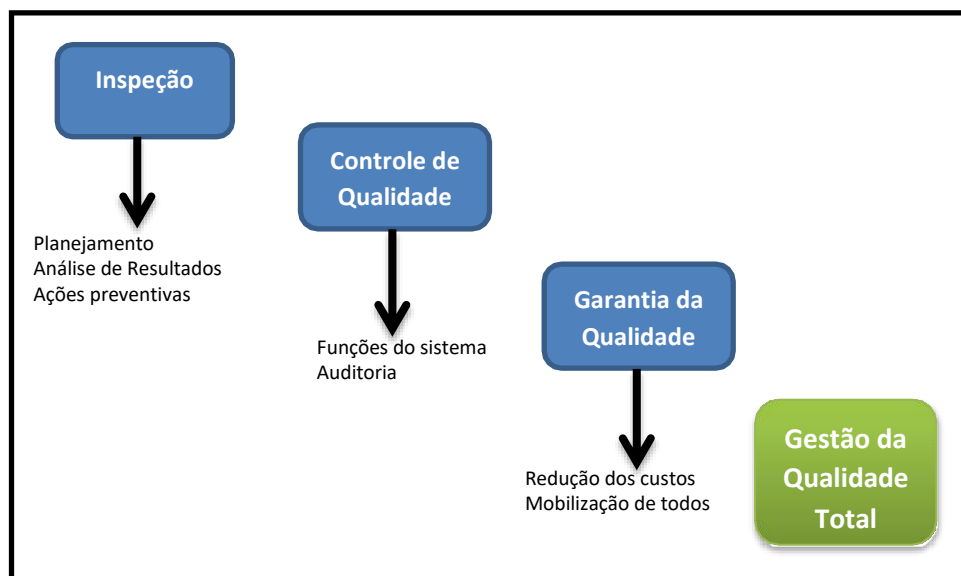 Inspeção
Planejamento
Análise de Resultados
Ações preventivas
Controle de
Qualidade
Funções do sistema
Auditoria
Garantia da
Qualidade
Redução dos custos
Mobilização de todos
Gestão da
Qualidade
Total